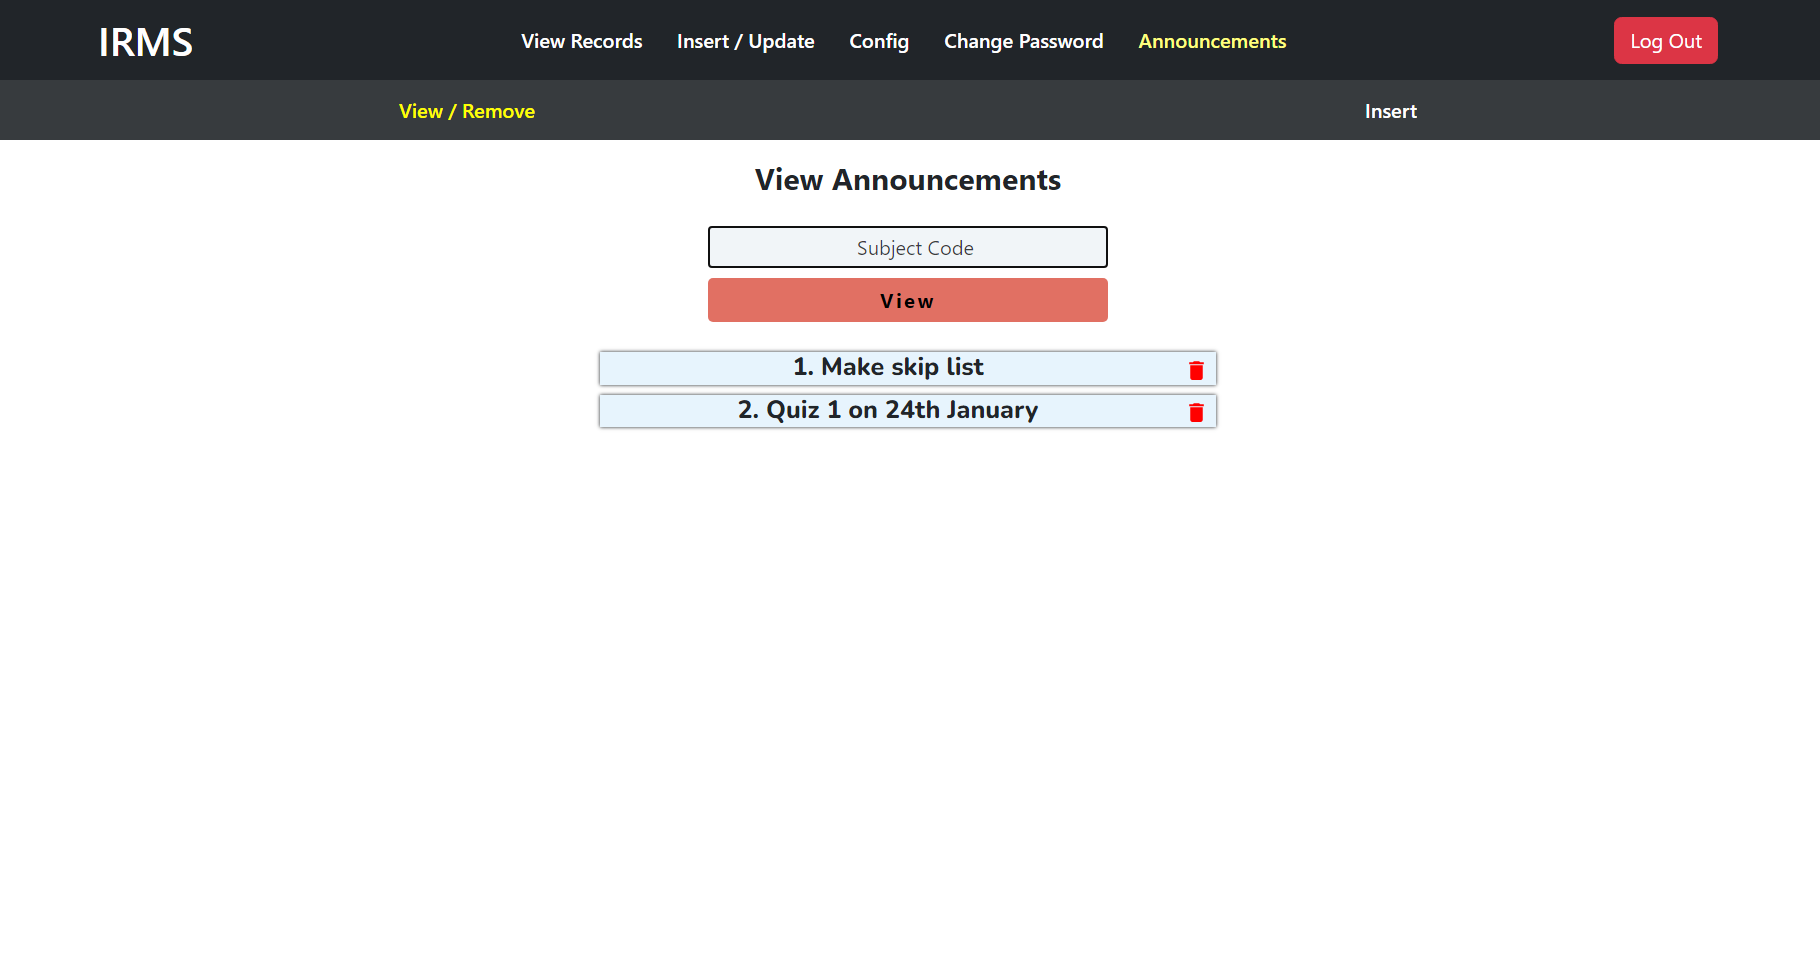 IRMS
View Records
Insert / Update
Config
Change Password
Announcements
Log Out
View / Remove
Insert
View Announcements
Subject Code
View
1. Make skip list
2. Quiz 1 on 24th January